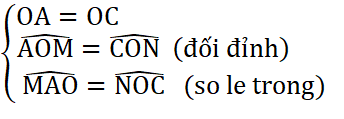 OA = OC
AOM = CON (đối đỉnh)
MAO = NOC (so le trong)